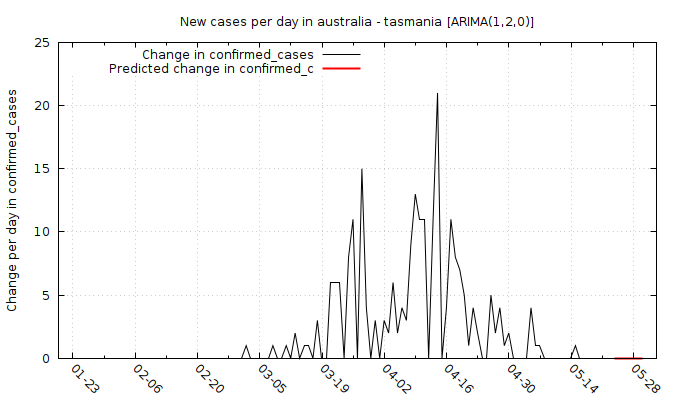 New cases per day in australia - tasmania [ARIMA(1,2,0)]
Change in confirmed_cases
Predicted change in confirmed_c
Change per day in confirmed_cases
25
20
15
10
5
0
01-23 02-06 02-20 03-05 03-19 04-02 04-16 04-30 05-14 05-28